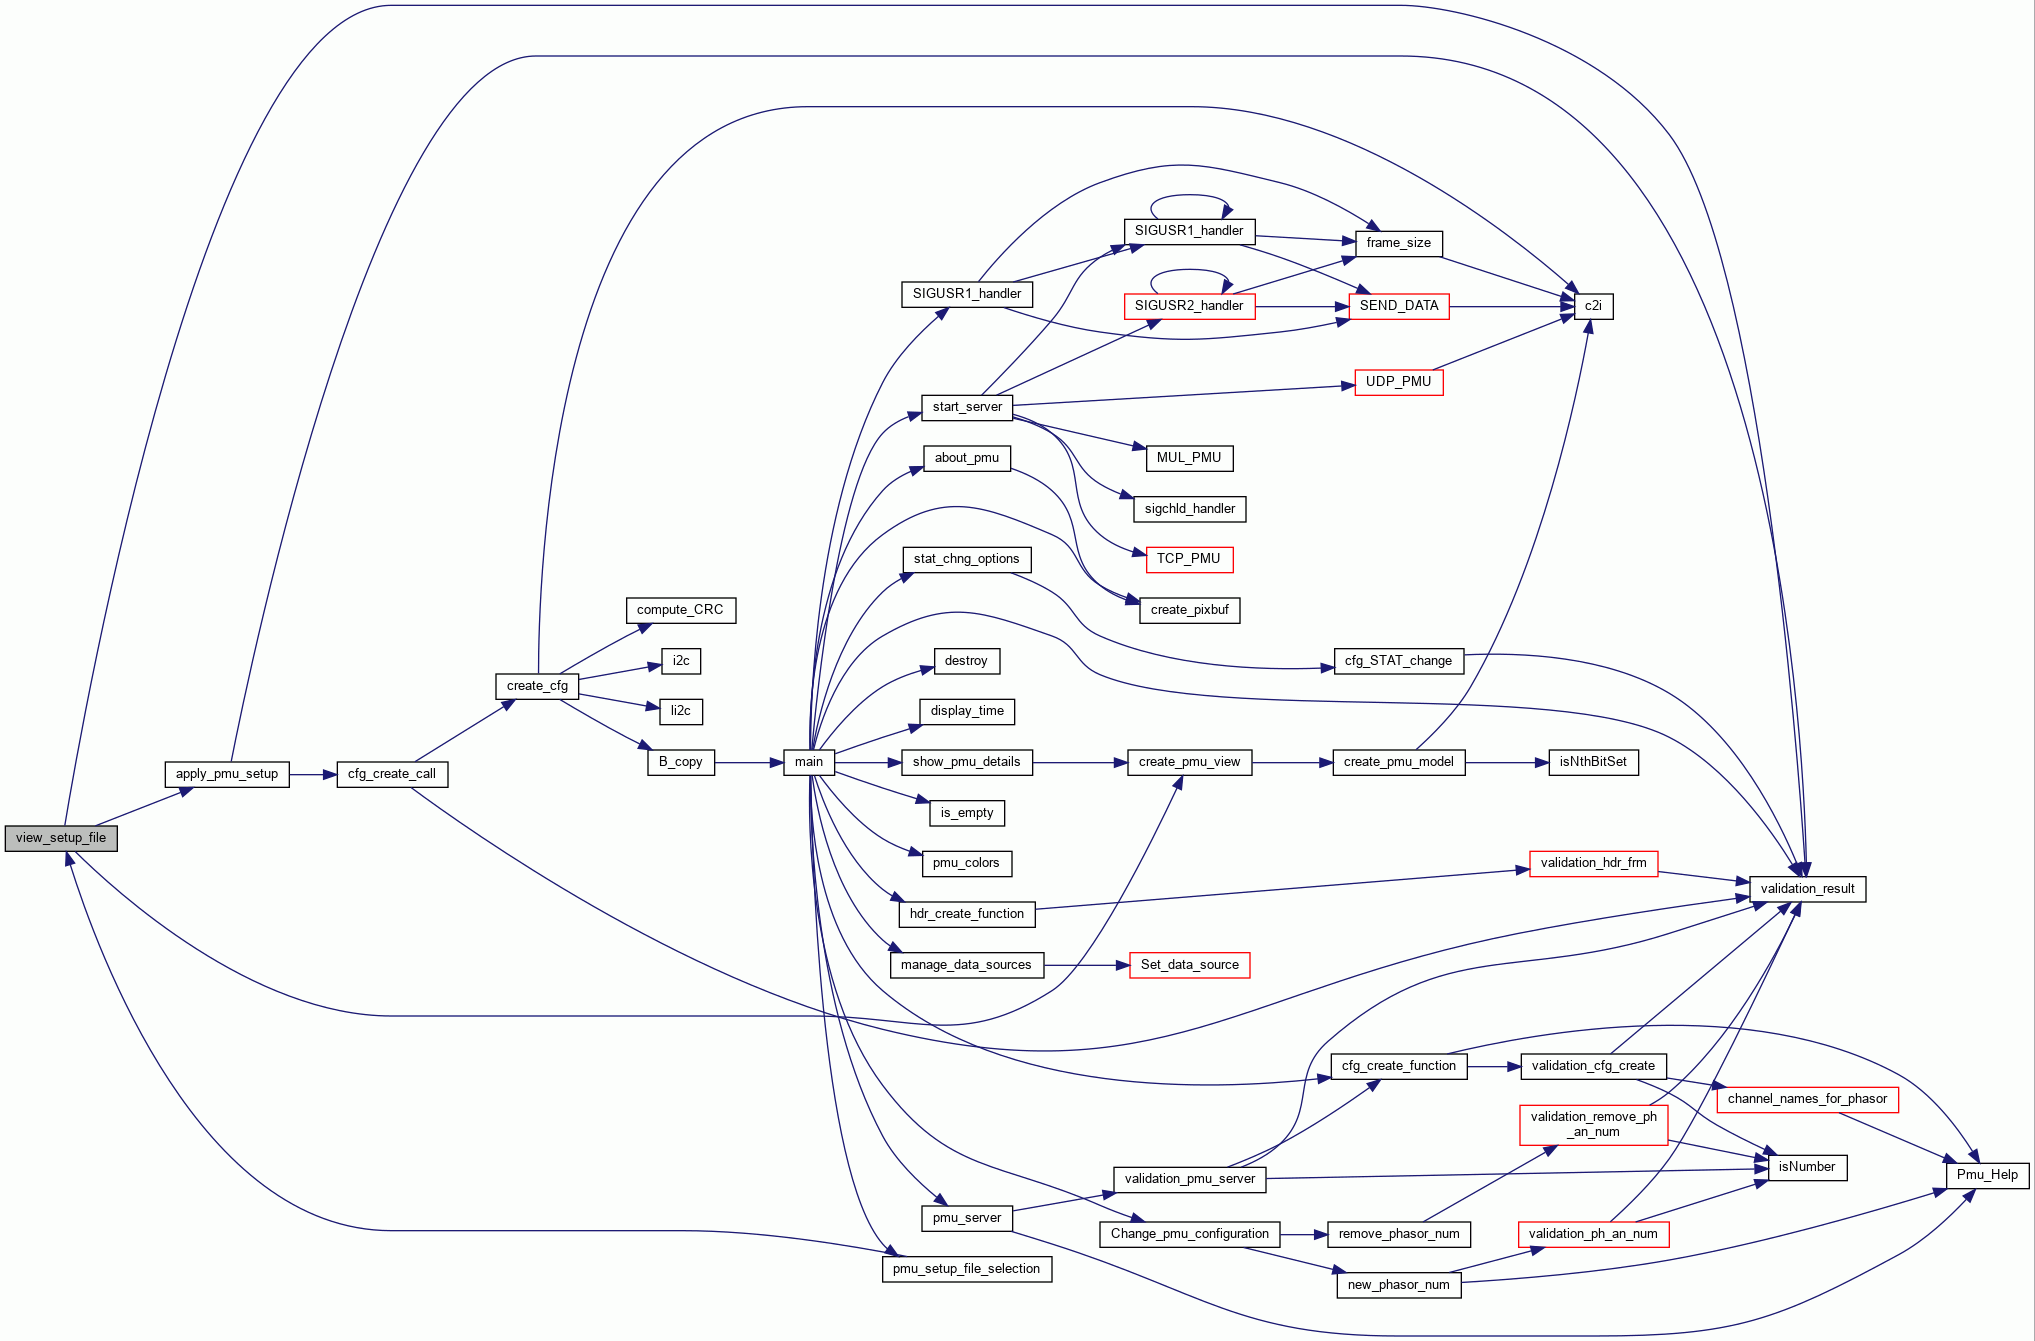 SIGUSR1_handler
frame_size
SIGUSR1_handler
SIGUSR2_handler
SEND_DATA
c2i
UDP_PMU
start_server
about_pmu
MUL_PMU
sigchld_handler
stat_chng_options
TCP_PMU
compute_CRC
create_pixbuf
i2c
destroy
cfg_STAT_change
create_cfg
li2c
display_time
B_copy
main
show_pmu_details
create_pmu_view
create_pmu_model
isNthBitSet
apply_pmu_setup
cfg_create_call
is_empty
view_setup_file
pmu_colors
validation_hdr_frm
validation_result
hdr_create_function
manage_data_sources
Set_data_source
cfg_create_function
validation_cfg_create
channel_names_for_phasor
validation_remove_ph
_an_num
isNumber
Pmu_Help
validation_pmu_server
pmu_server
Change_pmu_configuration
remove_phasor_num
validation_ph_an_num
pmu_setup_file_selection
new_phasor_num